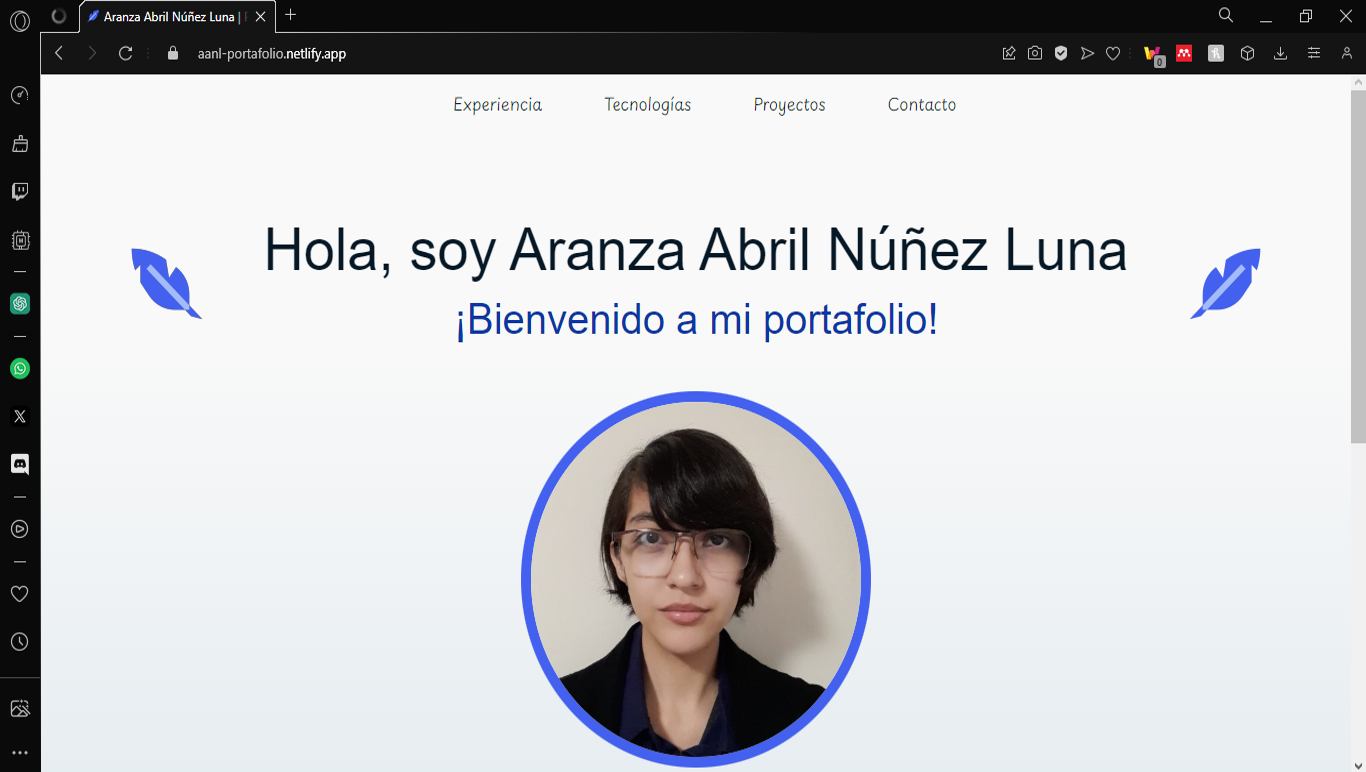 Aranza Abril Núñez Luna |
aanl-portafolio.netlify.app
0
Experiencia Tecnologías Proyectos Contacto
Hola, soy Aranza Abril Núñez Luna
¡Bienvenido a mi portafolio!